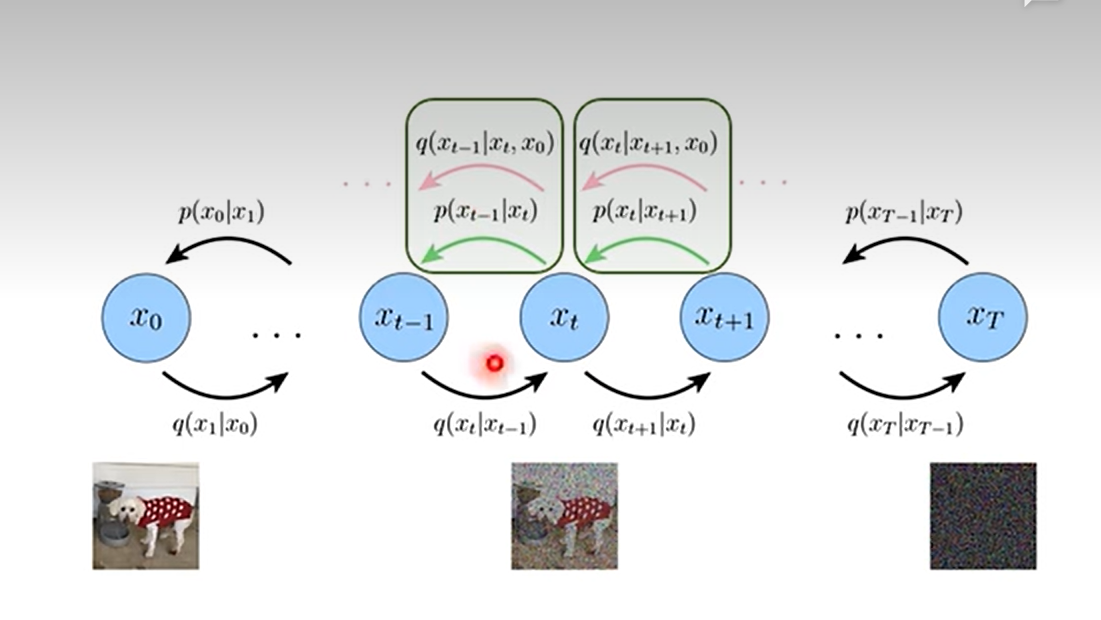 q(x_{t-1}|x_t, x_0) q(x_t|x_{t+1}, x_0)
. . . . . .
p(x_0|x_1) p(x_{t-1}|x_t) p(x_t|x_{t+1}) p(x_{T-1}|x_T)
x_0 . . . x_{t-1} x_t x_{t+1} . . . x_T
q(x_1|x_0) q(x_t|x_{t-1}) q(x_{t+1}|x_t) q(x_T|x_{T-1})